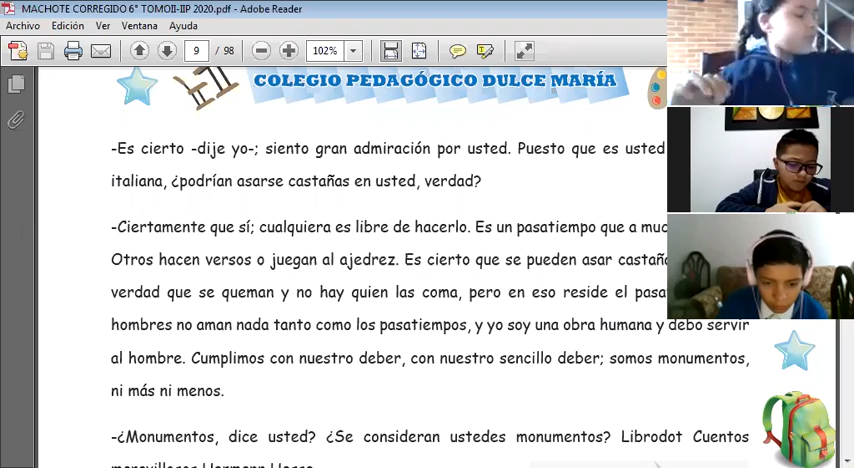 MACHOTE CORREGIDO 6° TOMOII-IIP 2020.pdf - Adobe Reader
Archivo Edición Ver Ventana Ayuda
9 / 98 102%
COLEGIO PEDAGÓGICO DULCE MARÍA
-Es cierto -dije yo-; siento gran admiración por usted. Puesto que es usted
italiana, ¿podrían asarse castañas en usted, verdad?
-Ciertamente que sí; cualquiera es libre de hacerlo. Es un pasatiempo que a
Otros hacen versos o juegan al ajedrez. Es cierto que se pueden asar
verdad que se queman y no hay quien las coma, pero en eso reside el
hombres no aman nada tanto como los pasatiempos, y yo soy una obra humana y debo servir
al hombre. Cumplimos con nuestro deber, con nuestro sencillo deber; somos monumentos,
ni más ni menos.
-¿Monumentos, dice usted? ¿Se consideran ustedes monumentos? Librodot Cuentos